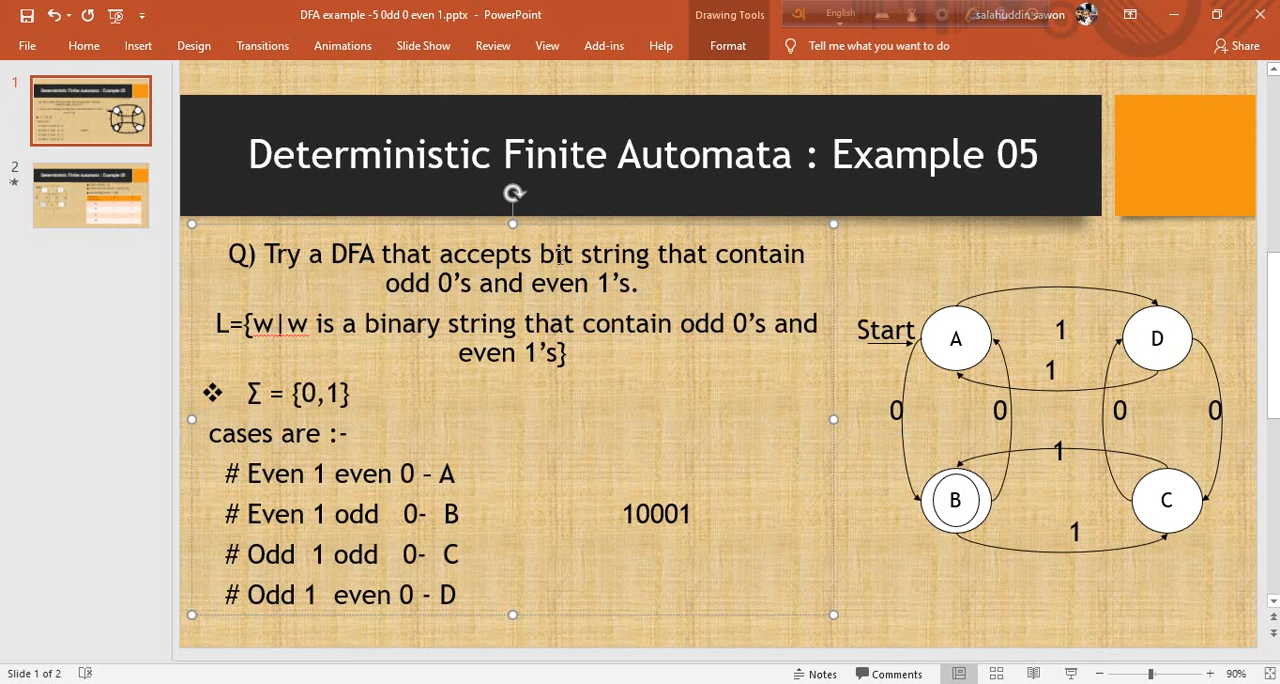 DFA example -5 0dd 0 even 1.pptx - PowerPoint
Drawing Tools
English
salahuddin sawon
File Home Insert Design Transitions Animations Slide Show Review View Add-ins Help Format Tell me what you want to do Share
1
2
Deterministic Finite Automata : Example 05
Q) Try a DFA that accepts bit string that contain
odd 0’s and even 1’s.
L={w|w is a binary string that contain odd 0’s and
even 1’s}
❖ Σ = {0,1}
cases are :-
# Even 1 even 0 – A
# Even 1 odd 0- B
10001
# Odd 1 odd 0- C
# Odd 1 even 0 - D
Start
A
1
D
1
0
0
0
0
1
B
C
1
Slide 1 of 2
Notes
Comments
90%